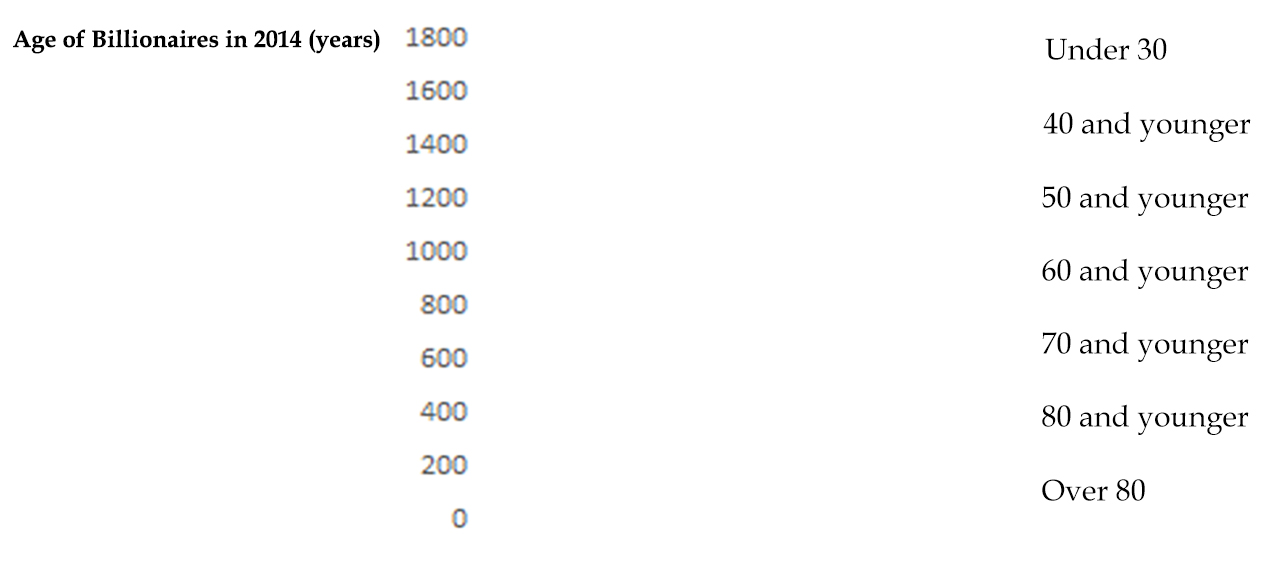 Age of Billionaires in 2014 (years)
1800
1600
1400
1200
1000
800
600
400
200
0
Under 30
40 and younger
50 and younger
60 and younger
70 and younger
80 and younger
Over 80